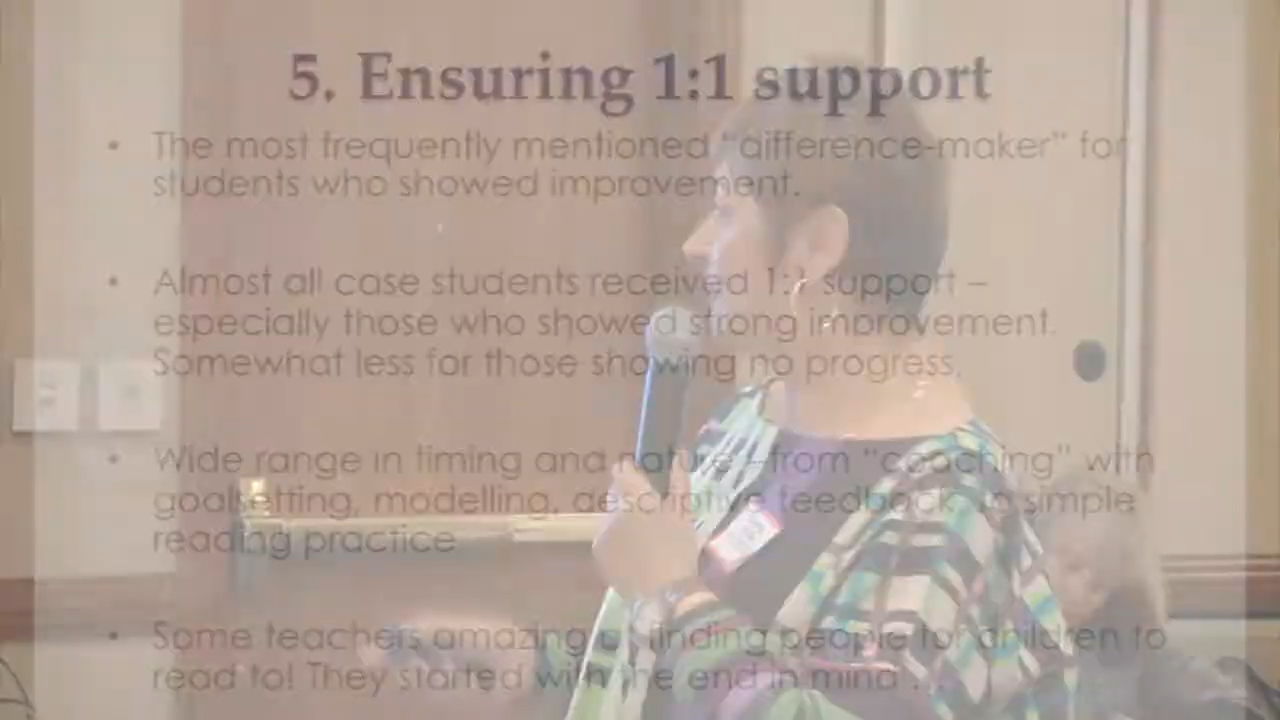 5. Ensuring 1:1 support
• The most frequently mentioned “difference-maker” for
students who showed improvement.
• Almost all case students received 1:1 support –
especially those who showed strong improvement.
Somewhat less for those showing no progress.
• Wide range in timing and nature – from “coaching” with
goal setting, modelling, descriptive feedback to simple
reading practice
• Some teachers amazing at finding people for children to
read to! They started with the end in mind ...